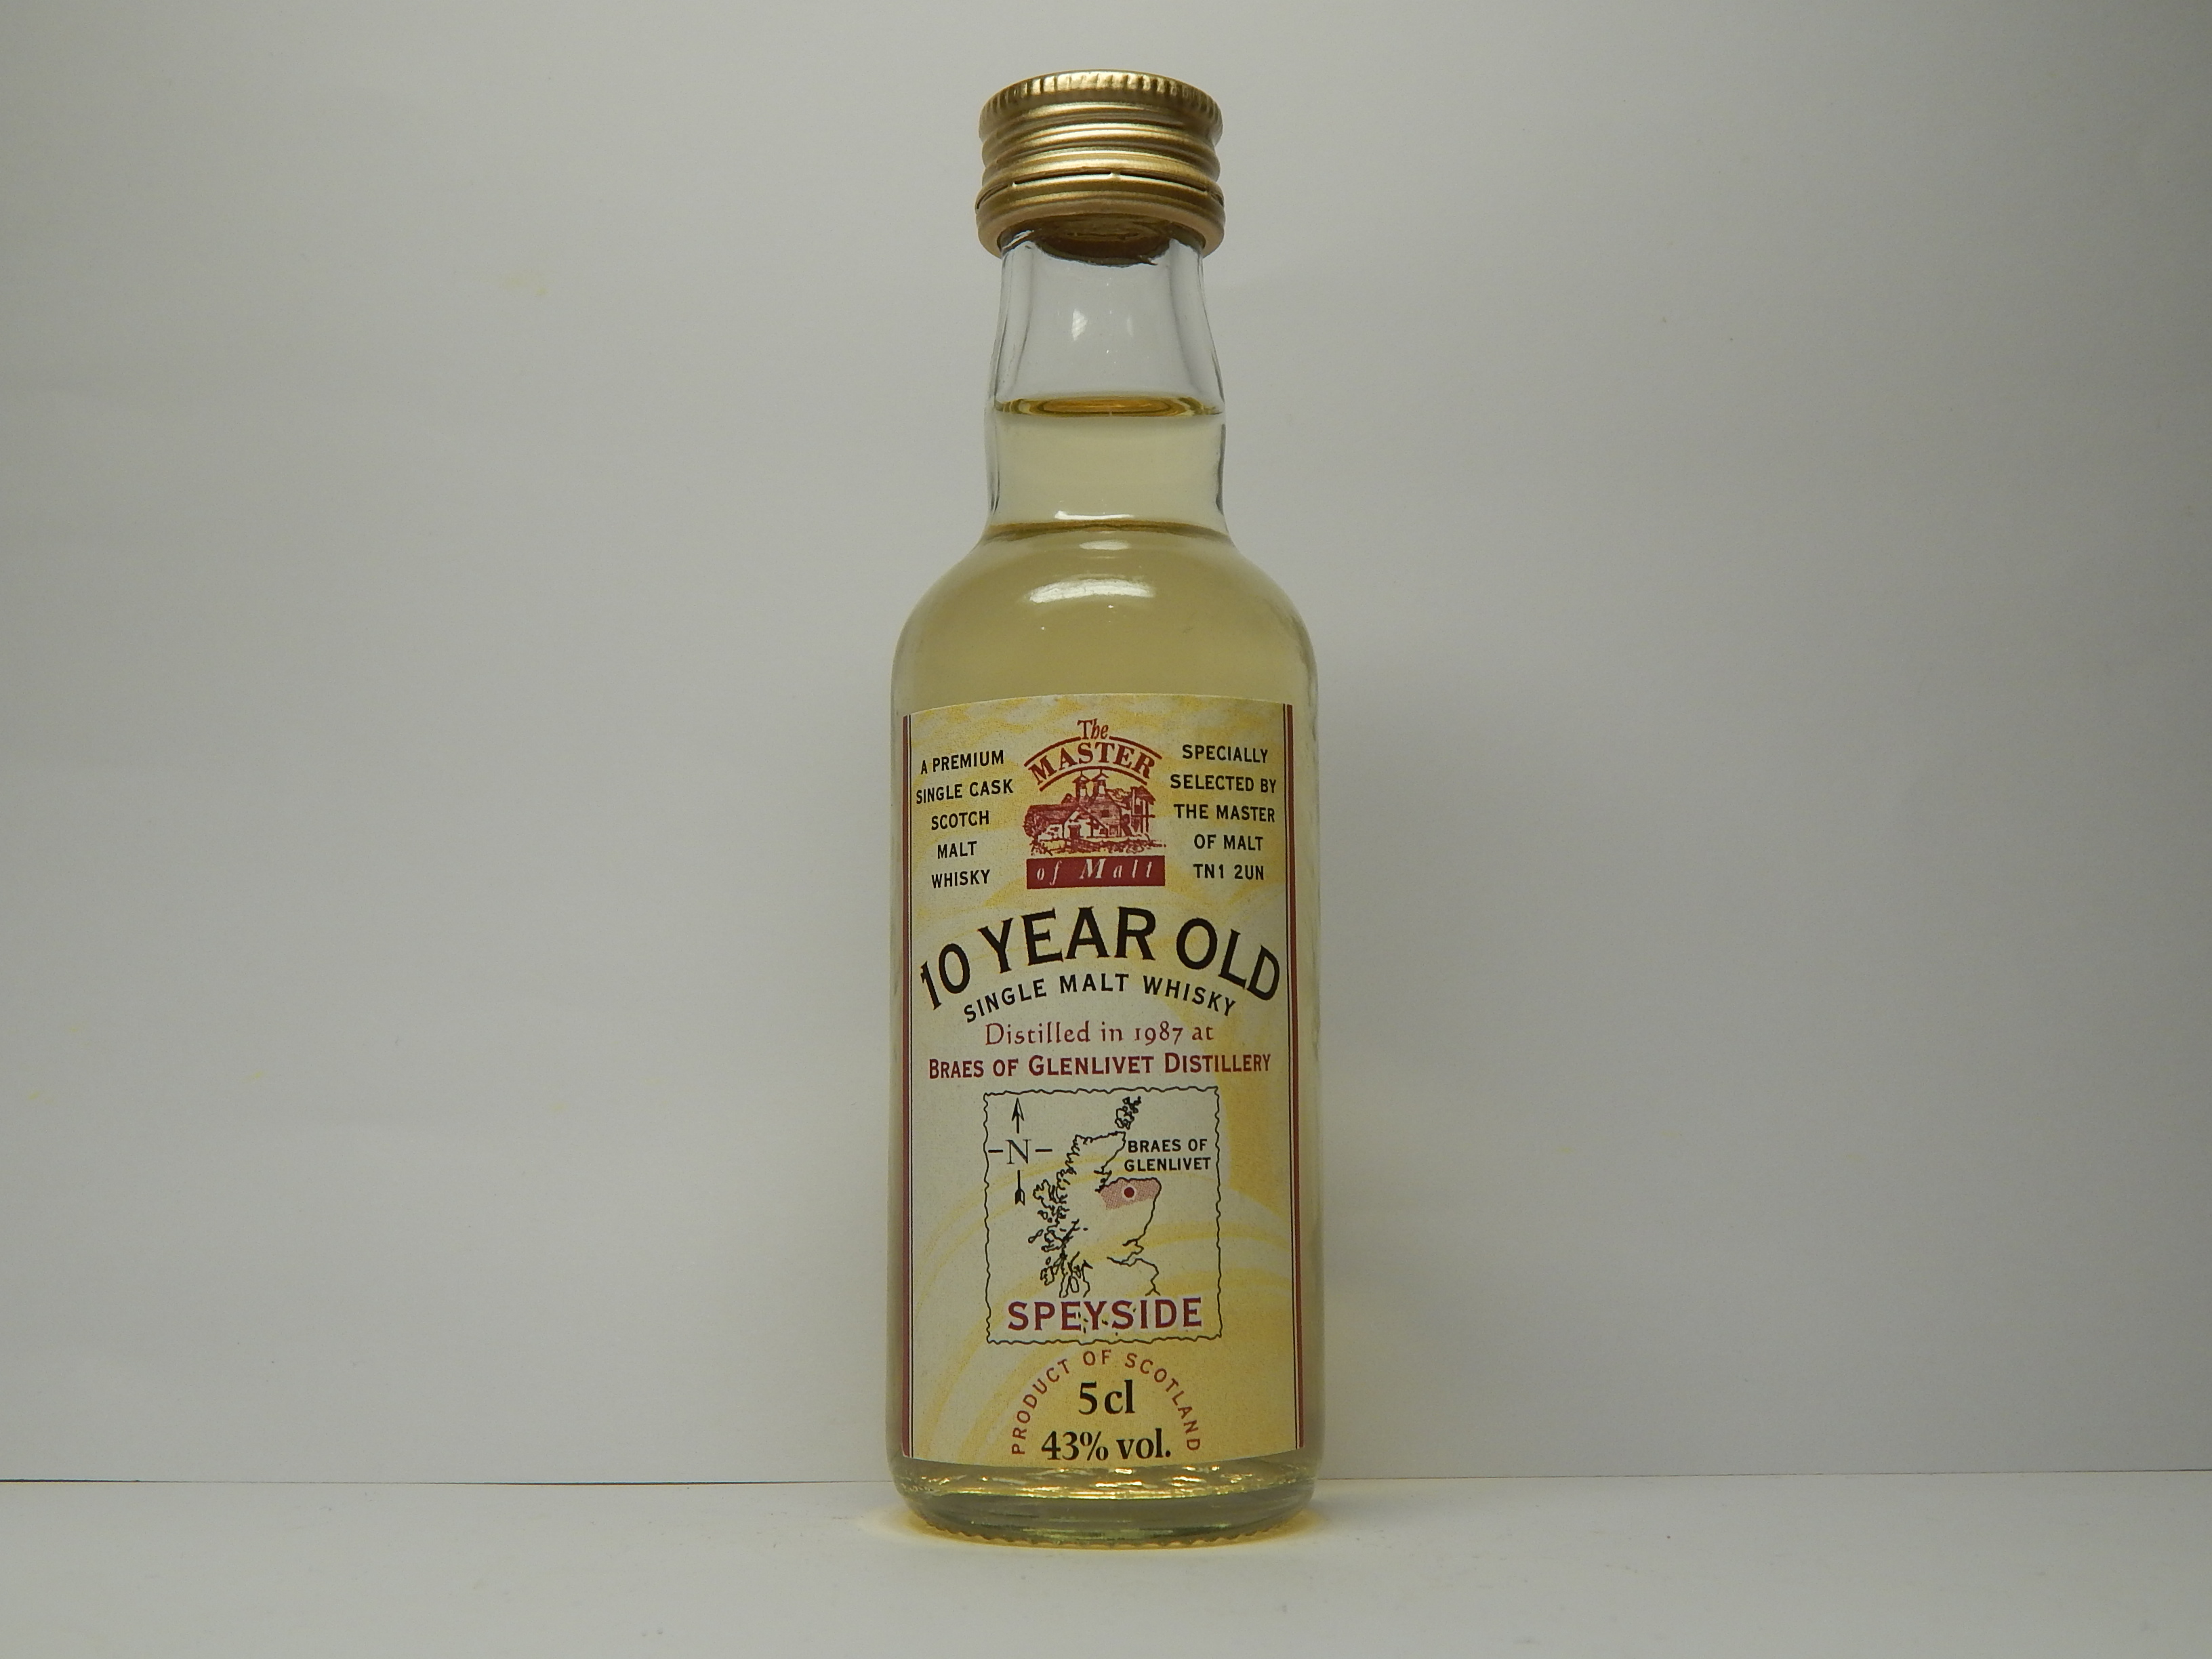 A PREMIUM
SINGLE CASK
SCOTCH
MALT
WHISKY
The
MASTER
of Malt
SPECIALLY
SELECTED BY
THE MASTER
OF MALT
TN1 2UN
10 YEAR OLD
SINGLE MALT WHISKY
Distilled in 1987 at
BRAES OF GLENLIVET DISTILLERY
N
BRAES OF
GLENLIVET
SPEYSIDE
PRODUCT OF SCOTLAND
5cl
43% vol.